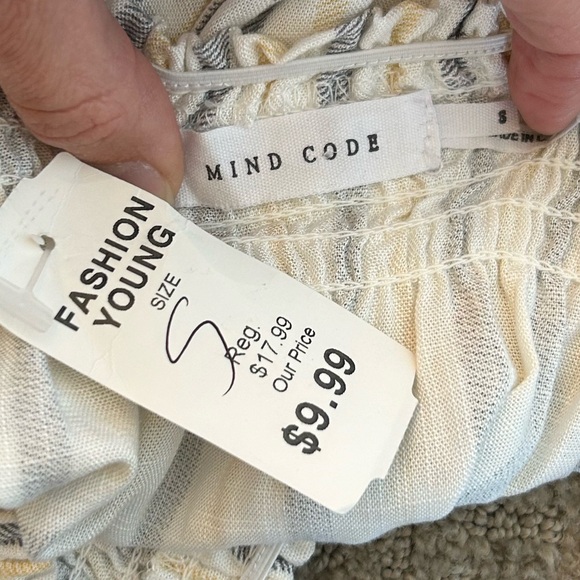 MIND CODE
S
FASHION
YOUNG
SIZE
S
Reg.
$17.99
Our Price
$9.99